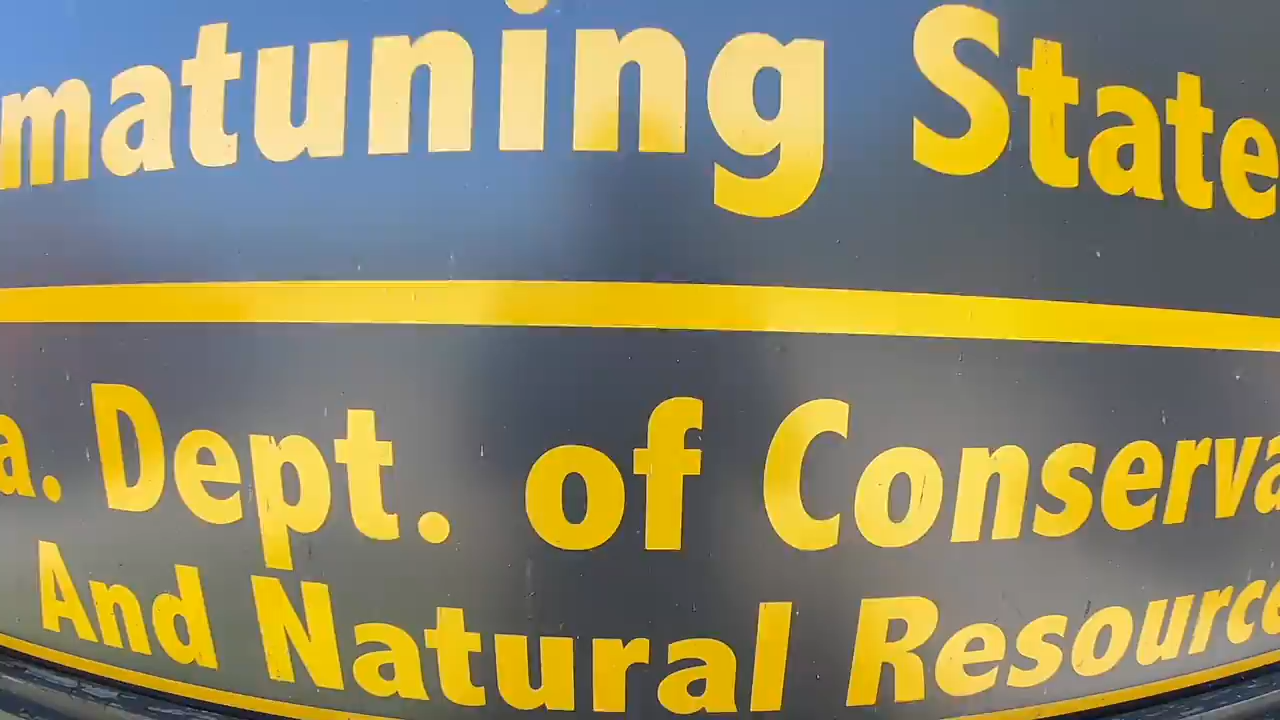 matuning State
a. Dept. of Conserva
And Natural Resourc